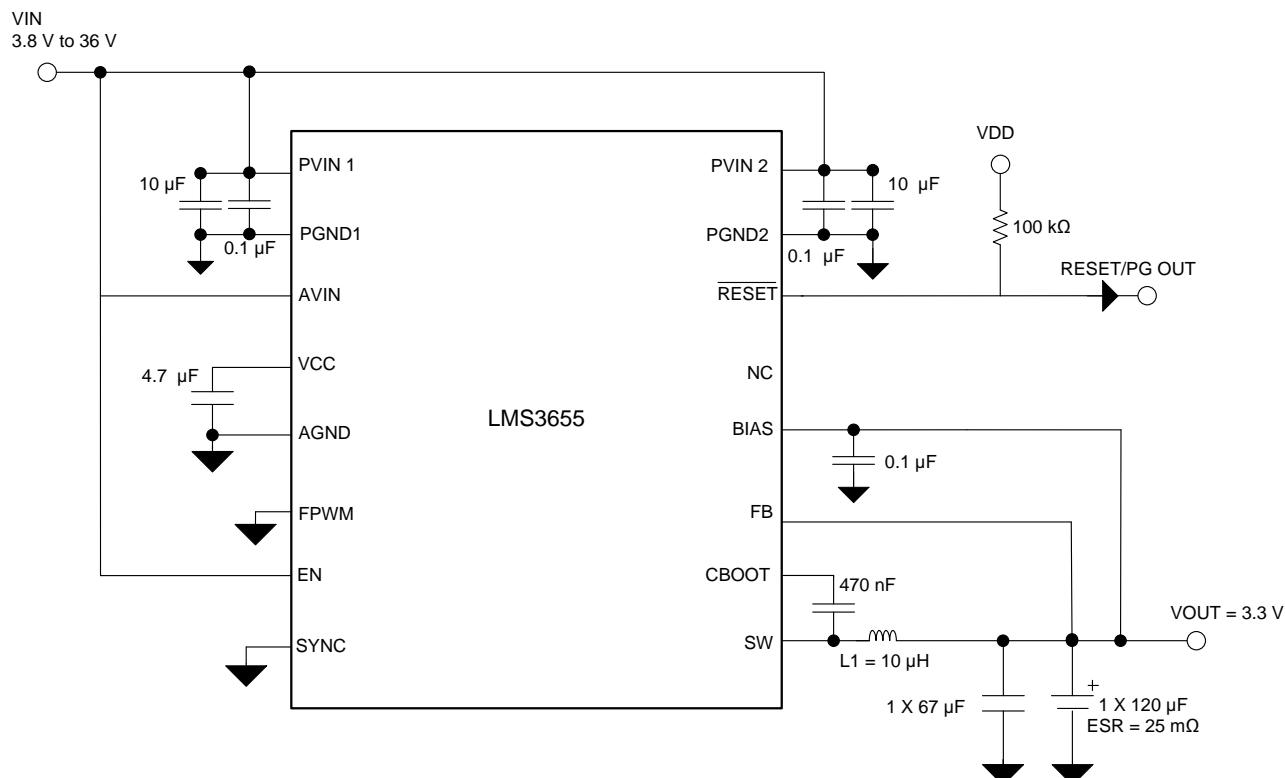 VIN
3.8 V to 36 V
PVIN 1
PVIN 2
VDD
10 µF
10 µF
100 kΩ
PGND1
PGND2
0.1 µF
0.1 µF
RESET/PG OUT
AVIN
RESET
VCC
NC
4.7 µF
LMS3655
AGND
BIAS
0.1 µF
FPWM
FB
EN
CBOOT
470 nF
VOUT = 3.3 V
SYNC
SW
L1 = 10 µH
+
1 X 67 µF
1 X 120 µF
ESR = 25 mΩ